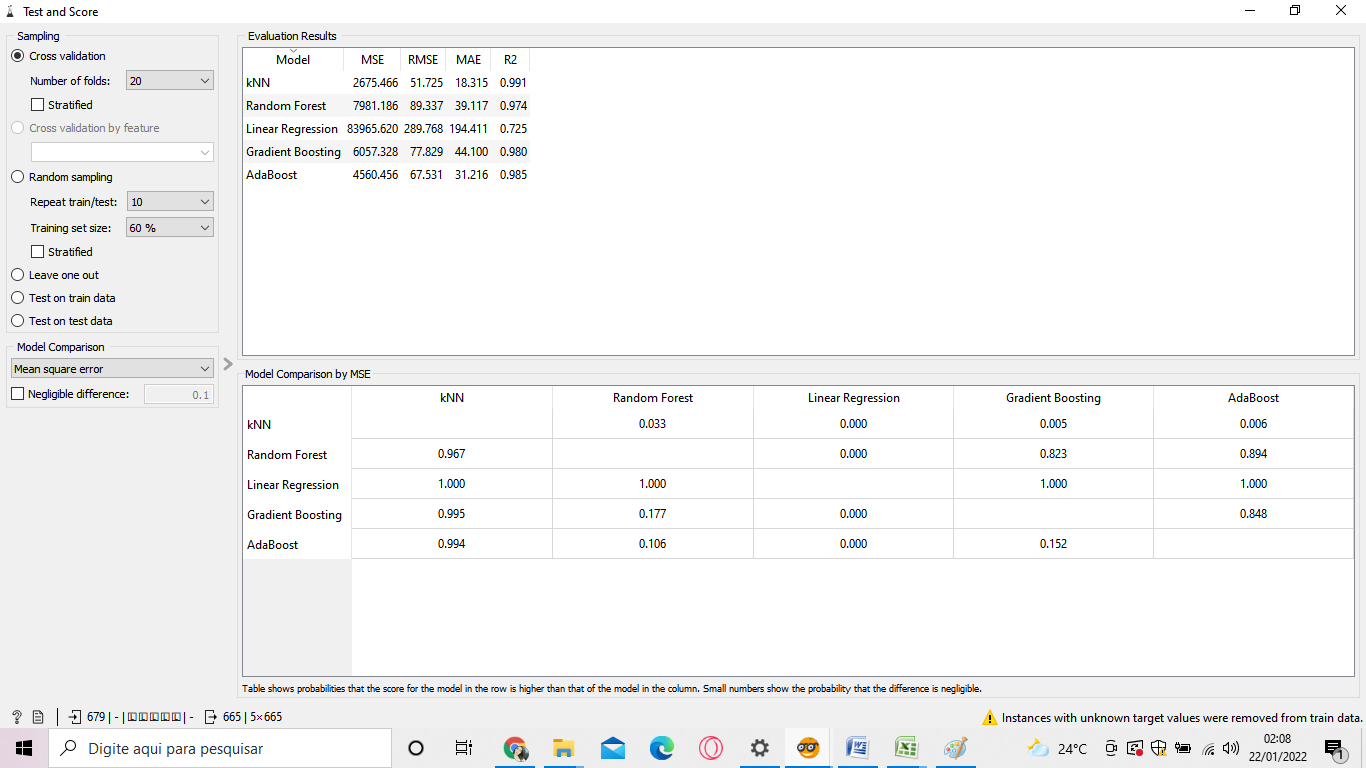 Test and Score
Sampling
Cross validation
Number of folds: 20
Stratified
Cross validation by feature
Random sampling
Repeat train/test: 10
Training set size: 60 %
Stratified
Leave one out
Test on train data
Test on test data
Model Comparison
Mean square error
Negligible difference: 0.1
Evaluation Results
Model MSE RMSE MAE R2
kNN 2675.466 51.725 18.315 0.991
Random Forest 7981.186 89.337 39.117 0.974
Linear Regression 83965.620 289.768 194.411 0.725
Gradient Boosting 6057.328 77.829 44.100 0.980
AdaBoost 4560.456 67.531 31.216 0.985
Model Comparison by MSE
kNN Random Forest Linear Regression Gradient Boosting AdaBoost
kNN 0.033 0.000 0.005 0.006
Random Forest 0.967 0.000 0.823 0.894
Linear Regression 1.000 1.000 1.000 1.000
Gradient Boosting 0.995 0.177 0.000 0.848
AdaBoost 0.994 0.106 0.000 0.152
Table shows probabilities that the score for the model in the row is higher than that of the model in the column. Small numbers show the probability that the difference is negligible.
? 679 | - | | - 665 | 5×665
Instances with unknown target values were removed from train data.
Digite aqui para pesquisar
24°C
02:08
22/01/2022
1